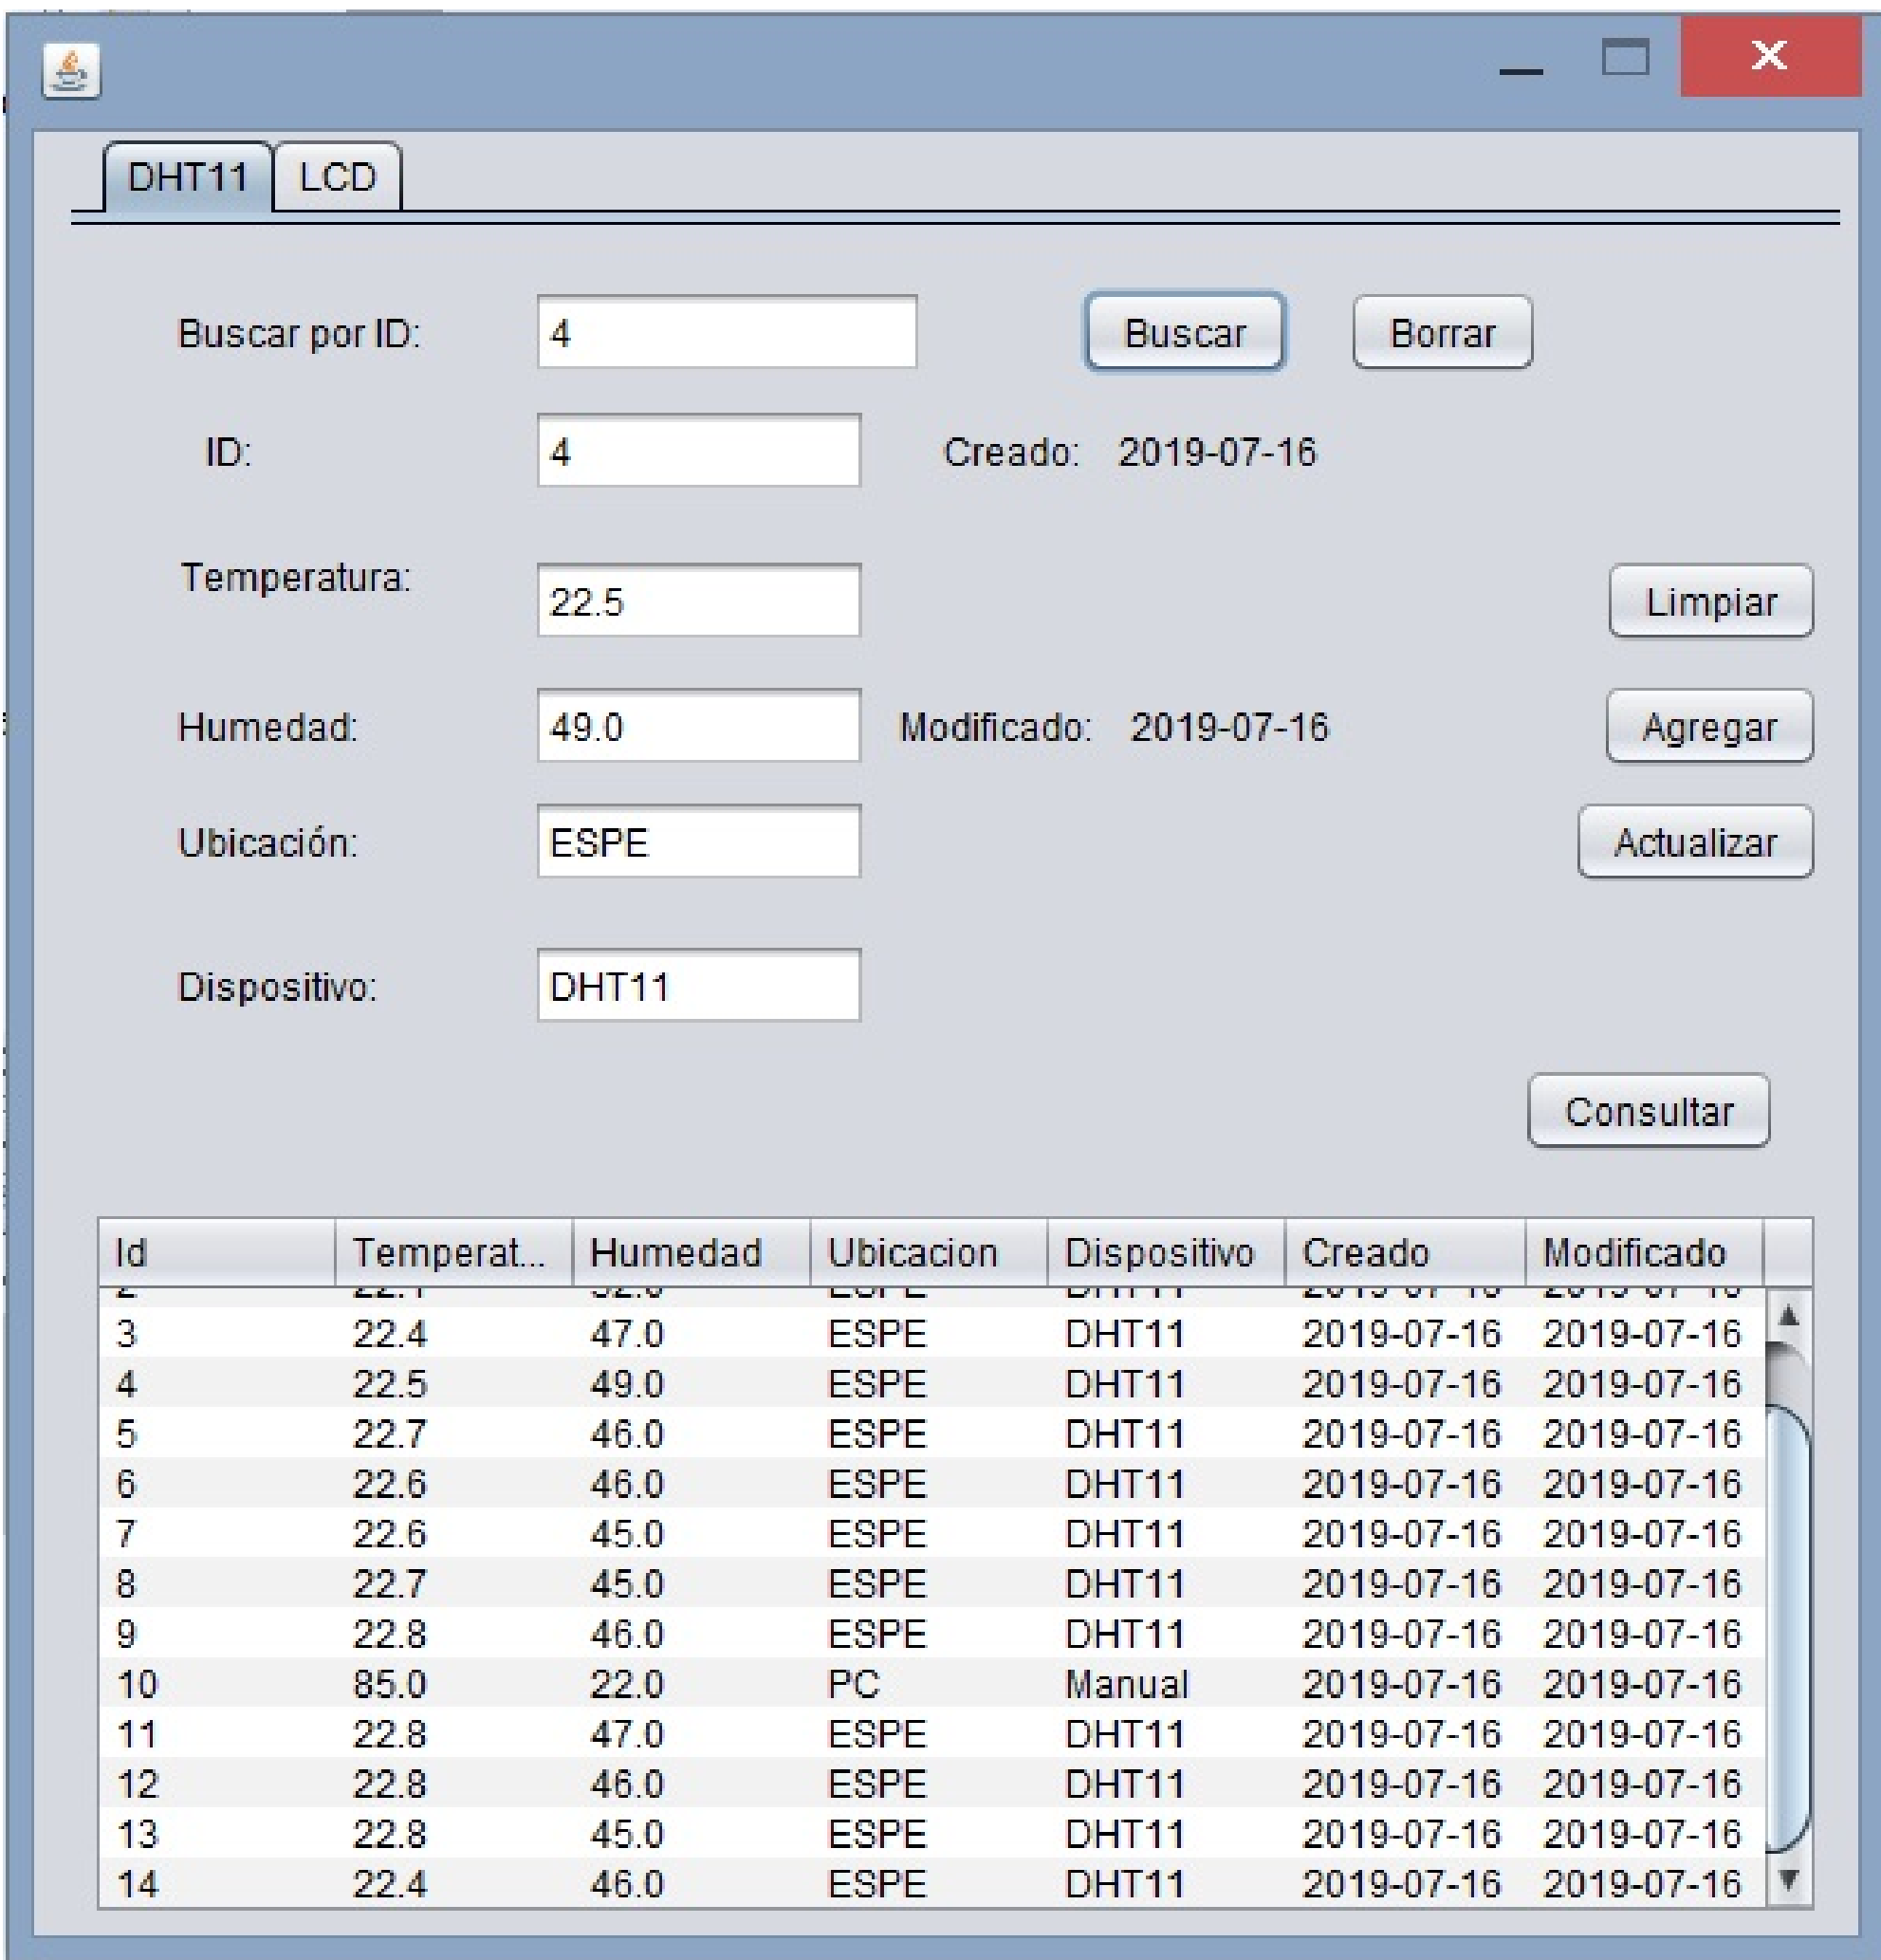 DHT11 LCD
Buscar por ID: 4 Buscar Borrar
ID: 4 Creado: 2019-07-16
Temperatura: 22.5 Limpiar
Humedad: 49.0 Modificado: 2019-07-16 Agregar
Ubicación: ESPE Actualizar
Dispositivo: DHT11
Consultar
Id Temperat... Humedad Ubicacion Dispositivo Creado Modificado
3 22.4 47.0 ESPE DHT11 2019-07-16 2019-07-16
4 22.5 49.0 ESPE DHT11 2019-07-16 2019-07-16
5 22.7 46.0 ESPE DHT11 2019-07-16 2019-07-16
6 22.6 46.0 ESPE DHT11 2019-07-16 2019-07-16
7 22.6 45.0 ESPE DHT11 2019-07-16 2019-07-16
8 22.7 45.0 ESPE DHT11 2019-07-16 2019-07-16
9 22.8 46.0 ESPE DHT11 2019-07-16 2019-07-16
10 85.0 22.0 PC Manual 2019-07-16 2019-07-16
11 22.8 47.0 ESPE DHT11 2019-07-16 2019-07-16
12 22.8 46.0 ESPE DHT11 2019-07-16 2019-07-16
13 22.8 45.0 ESPE DHT11 2019-07-16 2019-07-16
14 22.4 46.0 ESPE DHT11 2019-07-16 2019-07-16